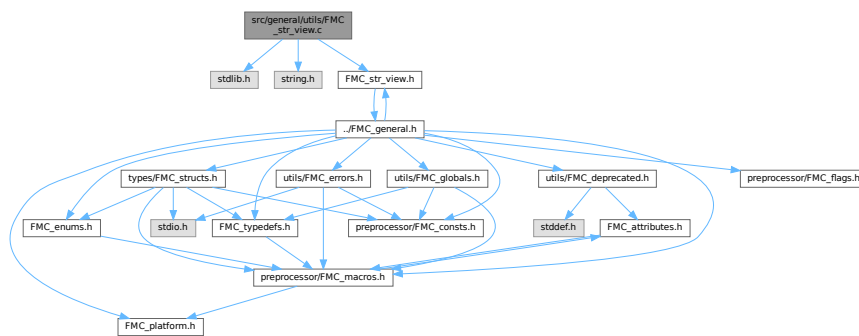 src/general/utils/FMC
_str_view.c
stdlib.h
string.h
FMC_str_view.h
../FMC_general.h
types/FMC_structs.h
utils/FMC_errors.h
utils/FMC_globals.h
utils/FMC_deprecated.h
preprocessor/FMC_flags.h
FMC_enums.h
stdio.h
FMC_typedefs.h
preprocessor/FMC_consts.h
stddef.h
FMC_attributes.h
preprocessor/FMC_macros.h
FMC_platform.h